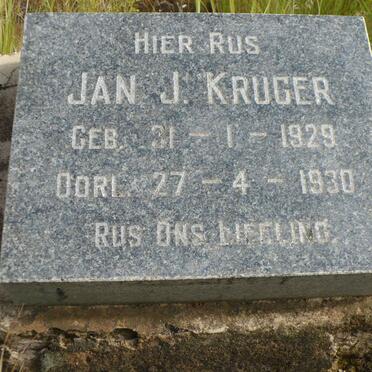 HIER RUS
JAN J. KRUGER
GEB. 31 - 1 - 1929
OORL. 27 - 4 - 1930
RUS ONS LIEFLING.